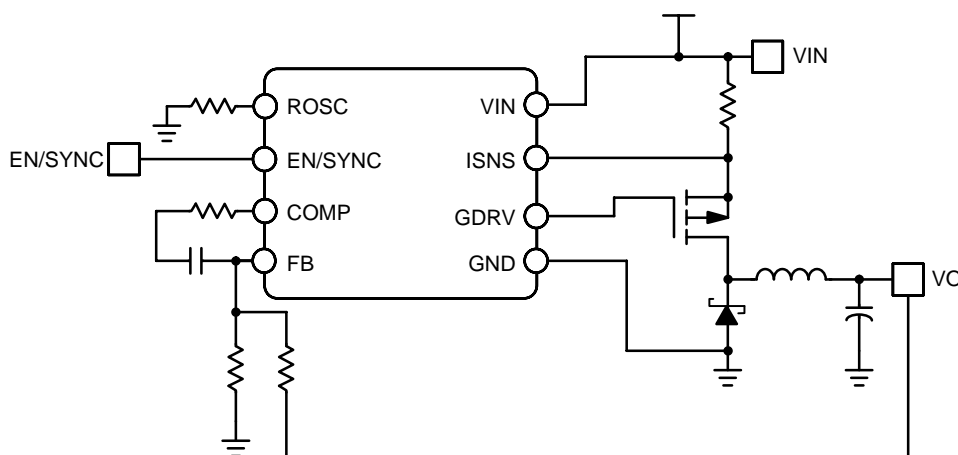 VIN
ROSC
VIN
EN/SYNC
EN/SYNC
ISNS
COMP
GDRV
FB
GND